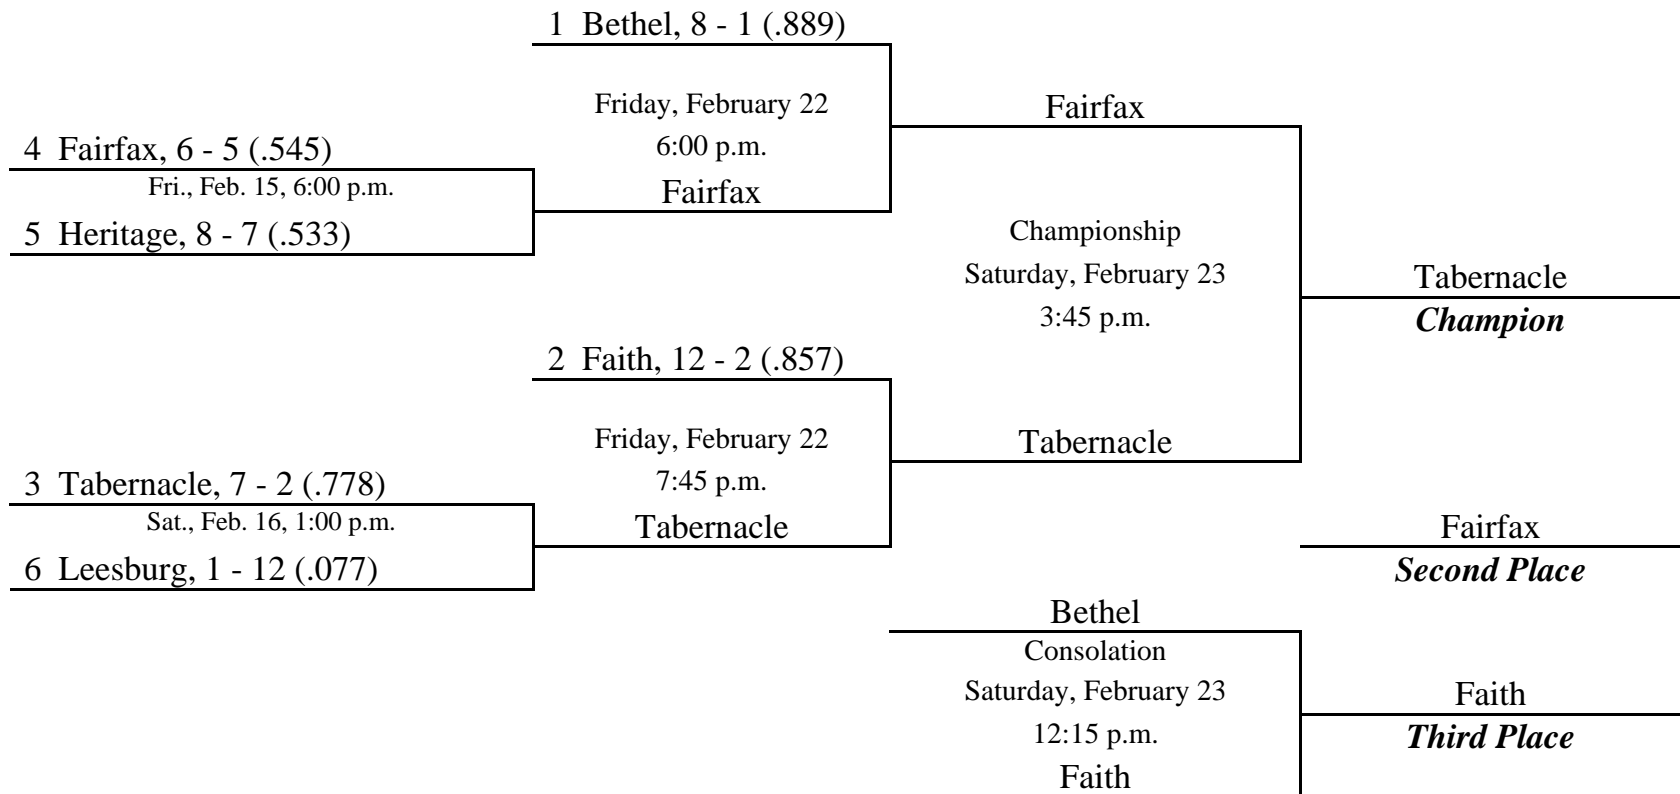 1 Bethel, 8 - 1 (.889)
Friday, February 22
6:00 p.m.
Fairfax
4 Fairfax, 6 - 5 (.545)
Fri., Feb. 15, 6:00 p.m.
5 Heritage, 8 - 7 (.533)
Fairfax
Championship
Saturday, February 23
3:45 p.m.
Tabernacle
Champion
2 Faith, 12 - 2 (.857)
Friday, February 22
7:45 p.m.
Tabernacle
3 Tabernacle, 7 - 2 (.778)
Sat., Feb. 16, 1:00 p.m.
6 Leesburg, 1 - 12 (.077)
Tabernacle
Fairfax
Second Place
Bethel
Consolation
Saturday, February 23
12:15 p.m.
Faith
Faith
Third Place